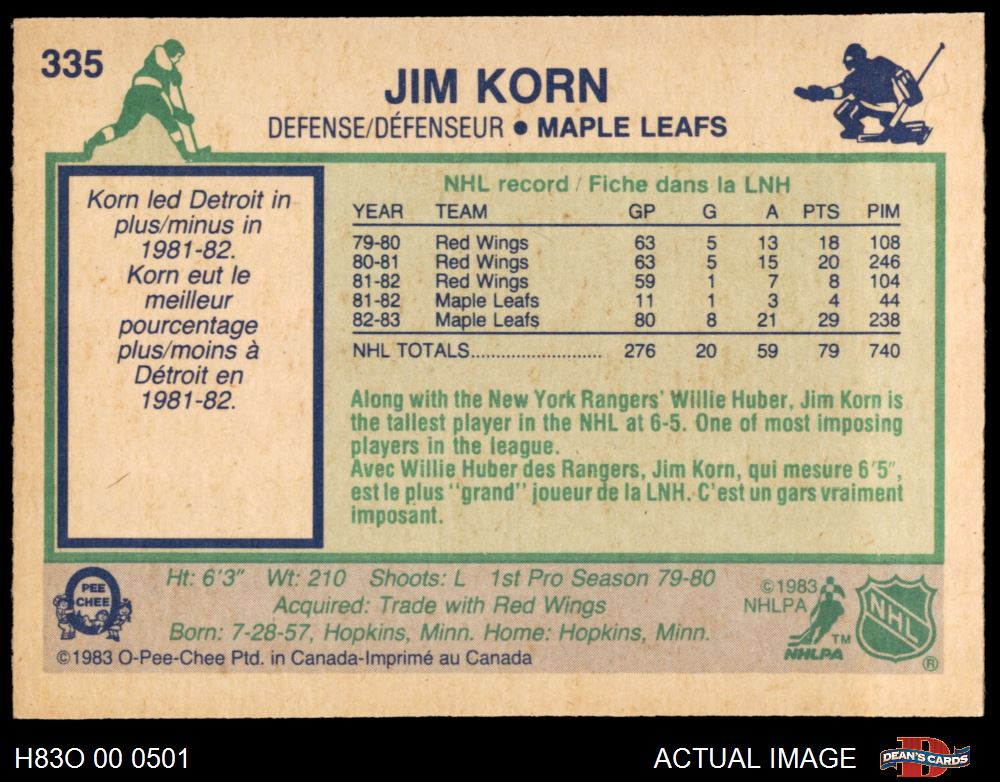 335
JIM KORN
DEFENSE/DÉFENSEUR • MAPLE LEAFS
Korn led Detroit in
plus/minus in
1981-82.
Korn eut le
meilleur
pourcentage
plus/moins à
Détroit en
1981-82.
NHL record / Fiche dans la LNH
YEAR TEAM GP G A PTS PIM
79-80 Red Wings 63 5 13 18 108
80-81 Red Wings 63 5 15 20 246
81-82 Red Wings 59 1 7 8 104
81-82 Maple Leafs 11 1 3 4 44
82-83 Maple Leafs 80 8 21 29 238
NHL TOTALS............................ 276 20 59 79 740
Along with the New York Rangers' Willie Huber, Jim Korn is
the tallest player in the NHL at 6-5. One of most imposing
players in the league.
Avec Willie Huber des Rangers, Jim Korn, qui mesure 6'5",
est le plus "grand" joueur de la LNH. C'est un gars vraiment
imposant.
PEE
CHEE
Ht: 6'3" Wt: 210 Shoots: L 1st Pro Season 79-80
Acquired: Trade with Red Wings
Born: 7-28-57, Hopkins, Minn. Home: Hopkins, Minn.
©1983 O-Pee-Chee Ptd. in Canada-Imprimé au Canada
©1983
NHLPA
TM
NHLPA
NHL
®
H83O 00 0501
ACTUAL IMAGE
DEAN'S CARDS